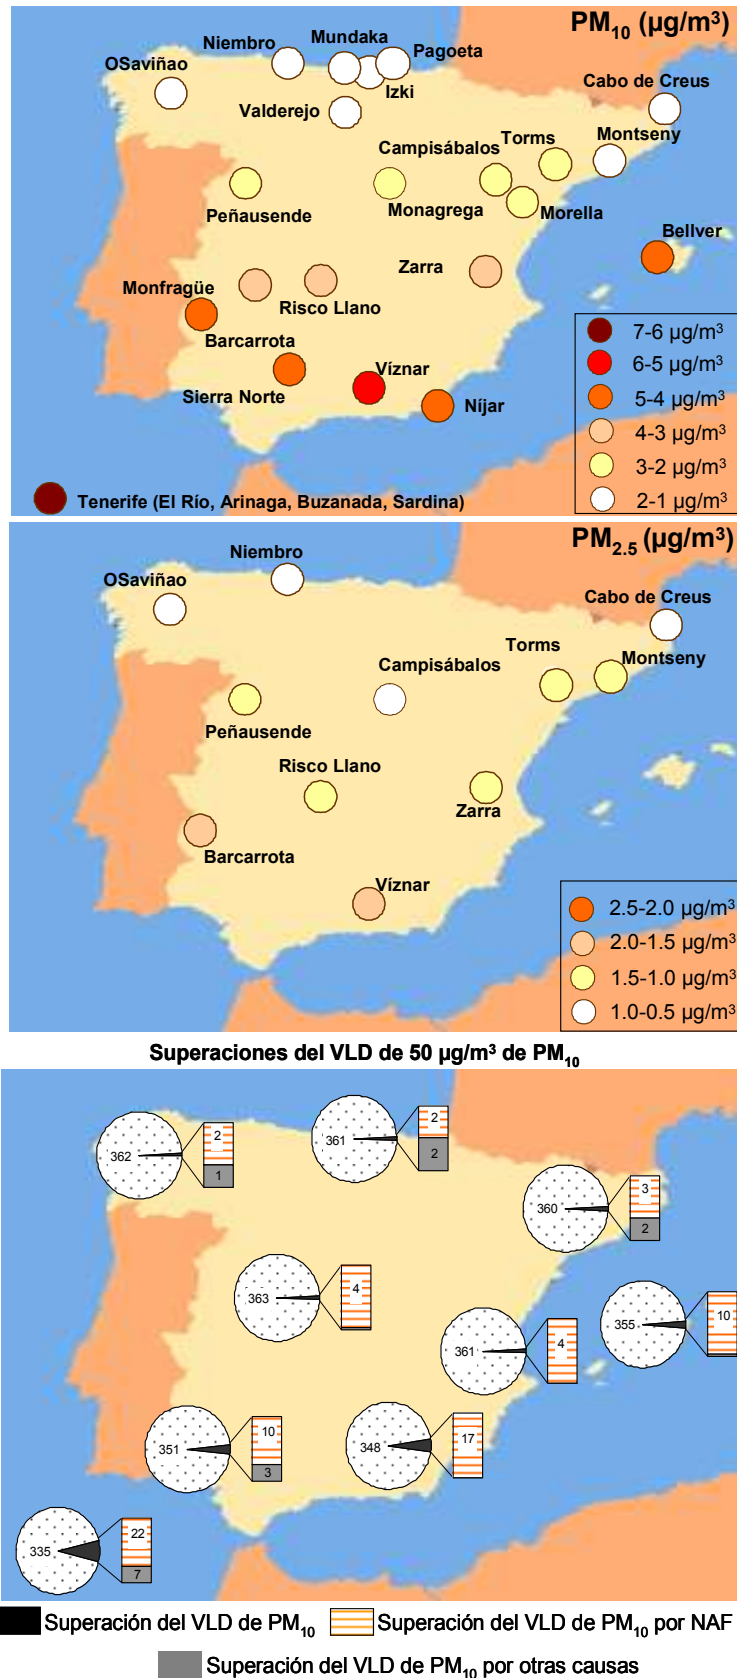 PM10 (µg/m³)
Niembro
Mundaka
Pagoeta
OSaviñao
Izki
Cabo de Creus
Valderejo
Montseny
Campisábalos
Torms
Peñausende
Monagrega
Morella
Bellver
Zarra
Monfragüe
Risco Llano
Barcarrota
Víznar
Sierra Norte
Níjar
7-6 µg/m³
6-5 µg/m³
5-4 µg/m³
4-3 µg/m³
3-2 µg/m³
2-1 µg/m³
Tenerife (El Río, Arinaga, Buzanada, Sardina)
PM2.5 (µg/m³)
Niembro
OSaviñao
Cabo de Creus
Torms
Montseny
Campisábalos
Peñausende
Risco Llano
Zarra
Barcarrota
Víznar
2.5-2.0 µg/m³
2.0-1.5 µg/m³
1.5-1.0 µg/m³
1.0-0.5 µg/m³
Superaciones del VLD de 50 µg/m³ de PM10
362
2
1
361
2
2
360
3
2
363
4
355
10
361
4
351
10
3
348
17
335
22
7
Superación del VLD de PM10
Superación del VLD de PM10 por NAF
Superación del VLD de PM10 por otras causas